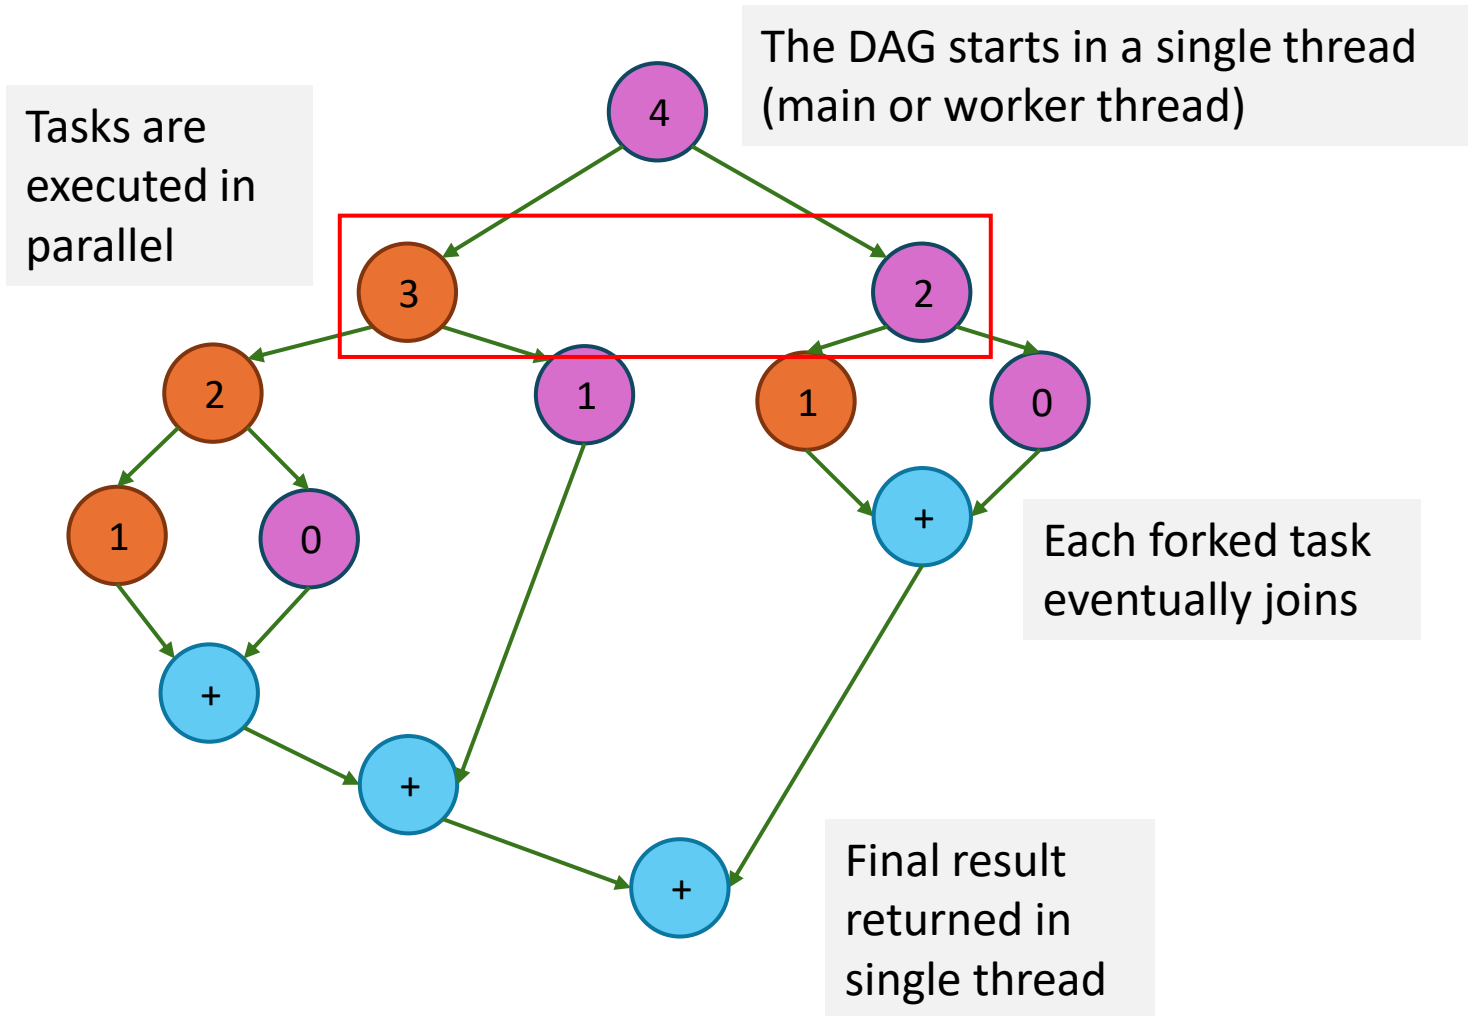 The DAG starts in a single thread
(main or worker thread)
Tasks are
executed in
parallel
4
3
2
2
1
1
0
1
0
+
Each forked task
eventually joins
+
+
+
Final result
returned in
single thread